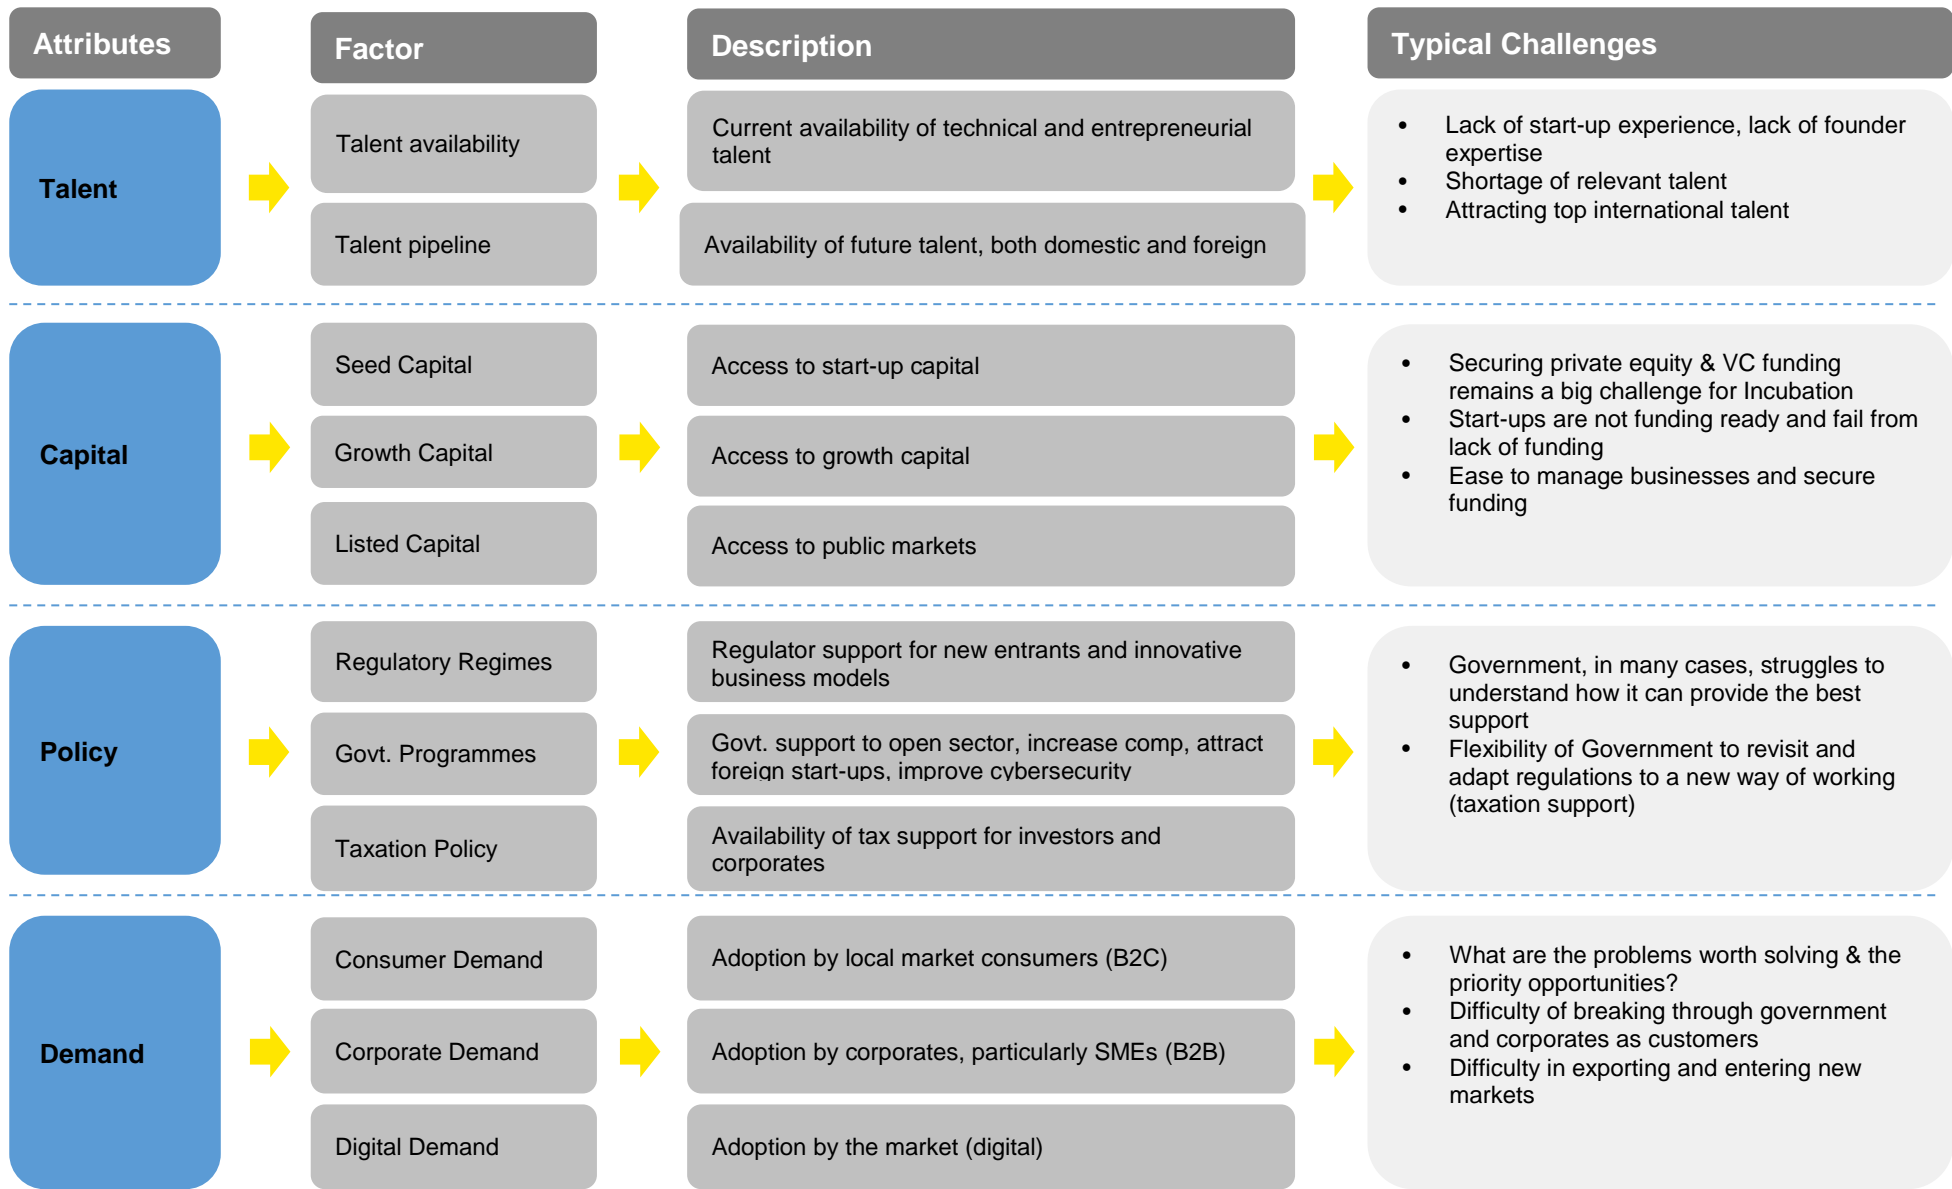 Attributes
Factor
Description
Typical Challenges
Talent
Talent availability
Current availability of technical and entrepreneurial
talent
Talent pipeline
Availability of future talent, both domestic and foreign
• Lack of start-up experience, lack of founder
expertise
• Shortage of relevant talent
• Attracting top international talent
Capital
Seed Capital
Access to start-up capital
Growth Capital
Access to growth capital
Listed Capital
Access to public markets
• Securing private equity & VC funding
remains a big challenge for Incubation
• Start-ups are not funding ready and fail from
lack of funding
• Ease to manage businesses and secure
funding
Policy
Regulatory Regimes
Regulator support for new entrants and innovative
business models
Govt. Programmes
Govt. support to open sector, increase comp, attract
foreign start-ups, improve cybersecurity
Taxation Policy
Availability of tax support for investors and
corporates
• Government, in many cases, struggles to
understand how it can provide the best
support
• Flexibility of Government to revisit and
adapt regulations to a new way of working
(taxation support)
Demand
Consumer Demand
Adoption by local market consumers (B2C)
Corporate Demand
Adoption by corporates, particularly SMEs (B2B)
Digital Demand
Adoption by the market (digital)
• What are the problems worth solving & the
priority opportunities?
• Difficulty of breaking through government
and corporates as customers
• Difficulty in exporting and entering new
markets